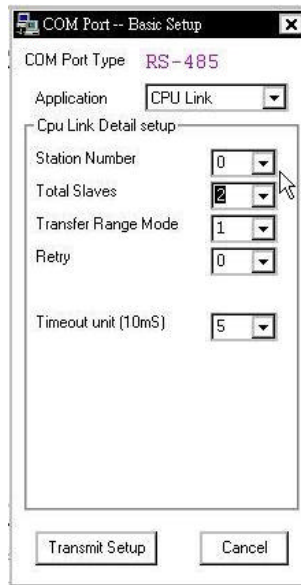 COM Port -- Basic Setup
COM Port Type RS-485
Application CPU Link
Cpu Link Detail setup
Station Number 0
Total Slaves 2
Transfer Range Mode 1
Retry 0
Timeout unit (10mS) 5
Transmit Setup Cancel